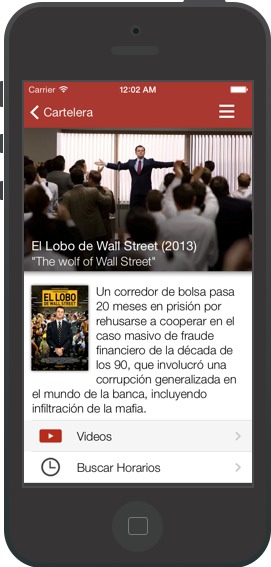 Carrier 12:02 AM
Cartelera
El Lobo de Wall Street (2013)
"The wolf of Wall Street"
EL LOBO
DE WALL STREET
Un corredor de bolsa pasa
20 meses en prisión por
rehusarse a cooperar en el
caso masivo de fraude
financiero de la década de
los 90, que involucró una
corrupción generalizada en
el mundo de la banca, incluyendo
infiltración de la mafia.
Videos
Buscar Horarios